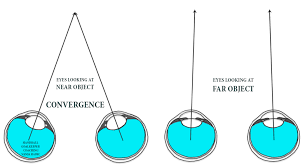 EYES LOOKING AT
NEAR OBJECT
CONVERGENCE
EYES LOOKING AT
FAR OBJECT